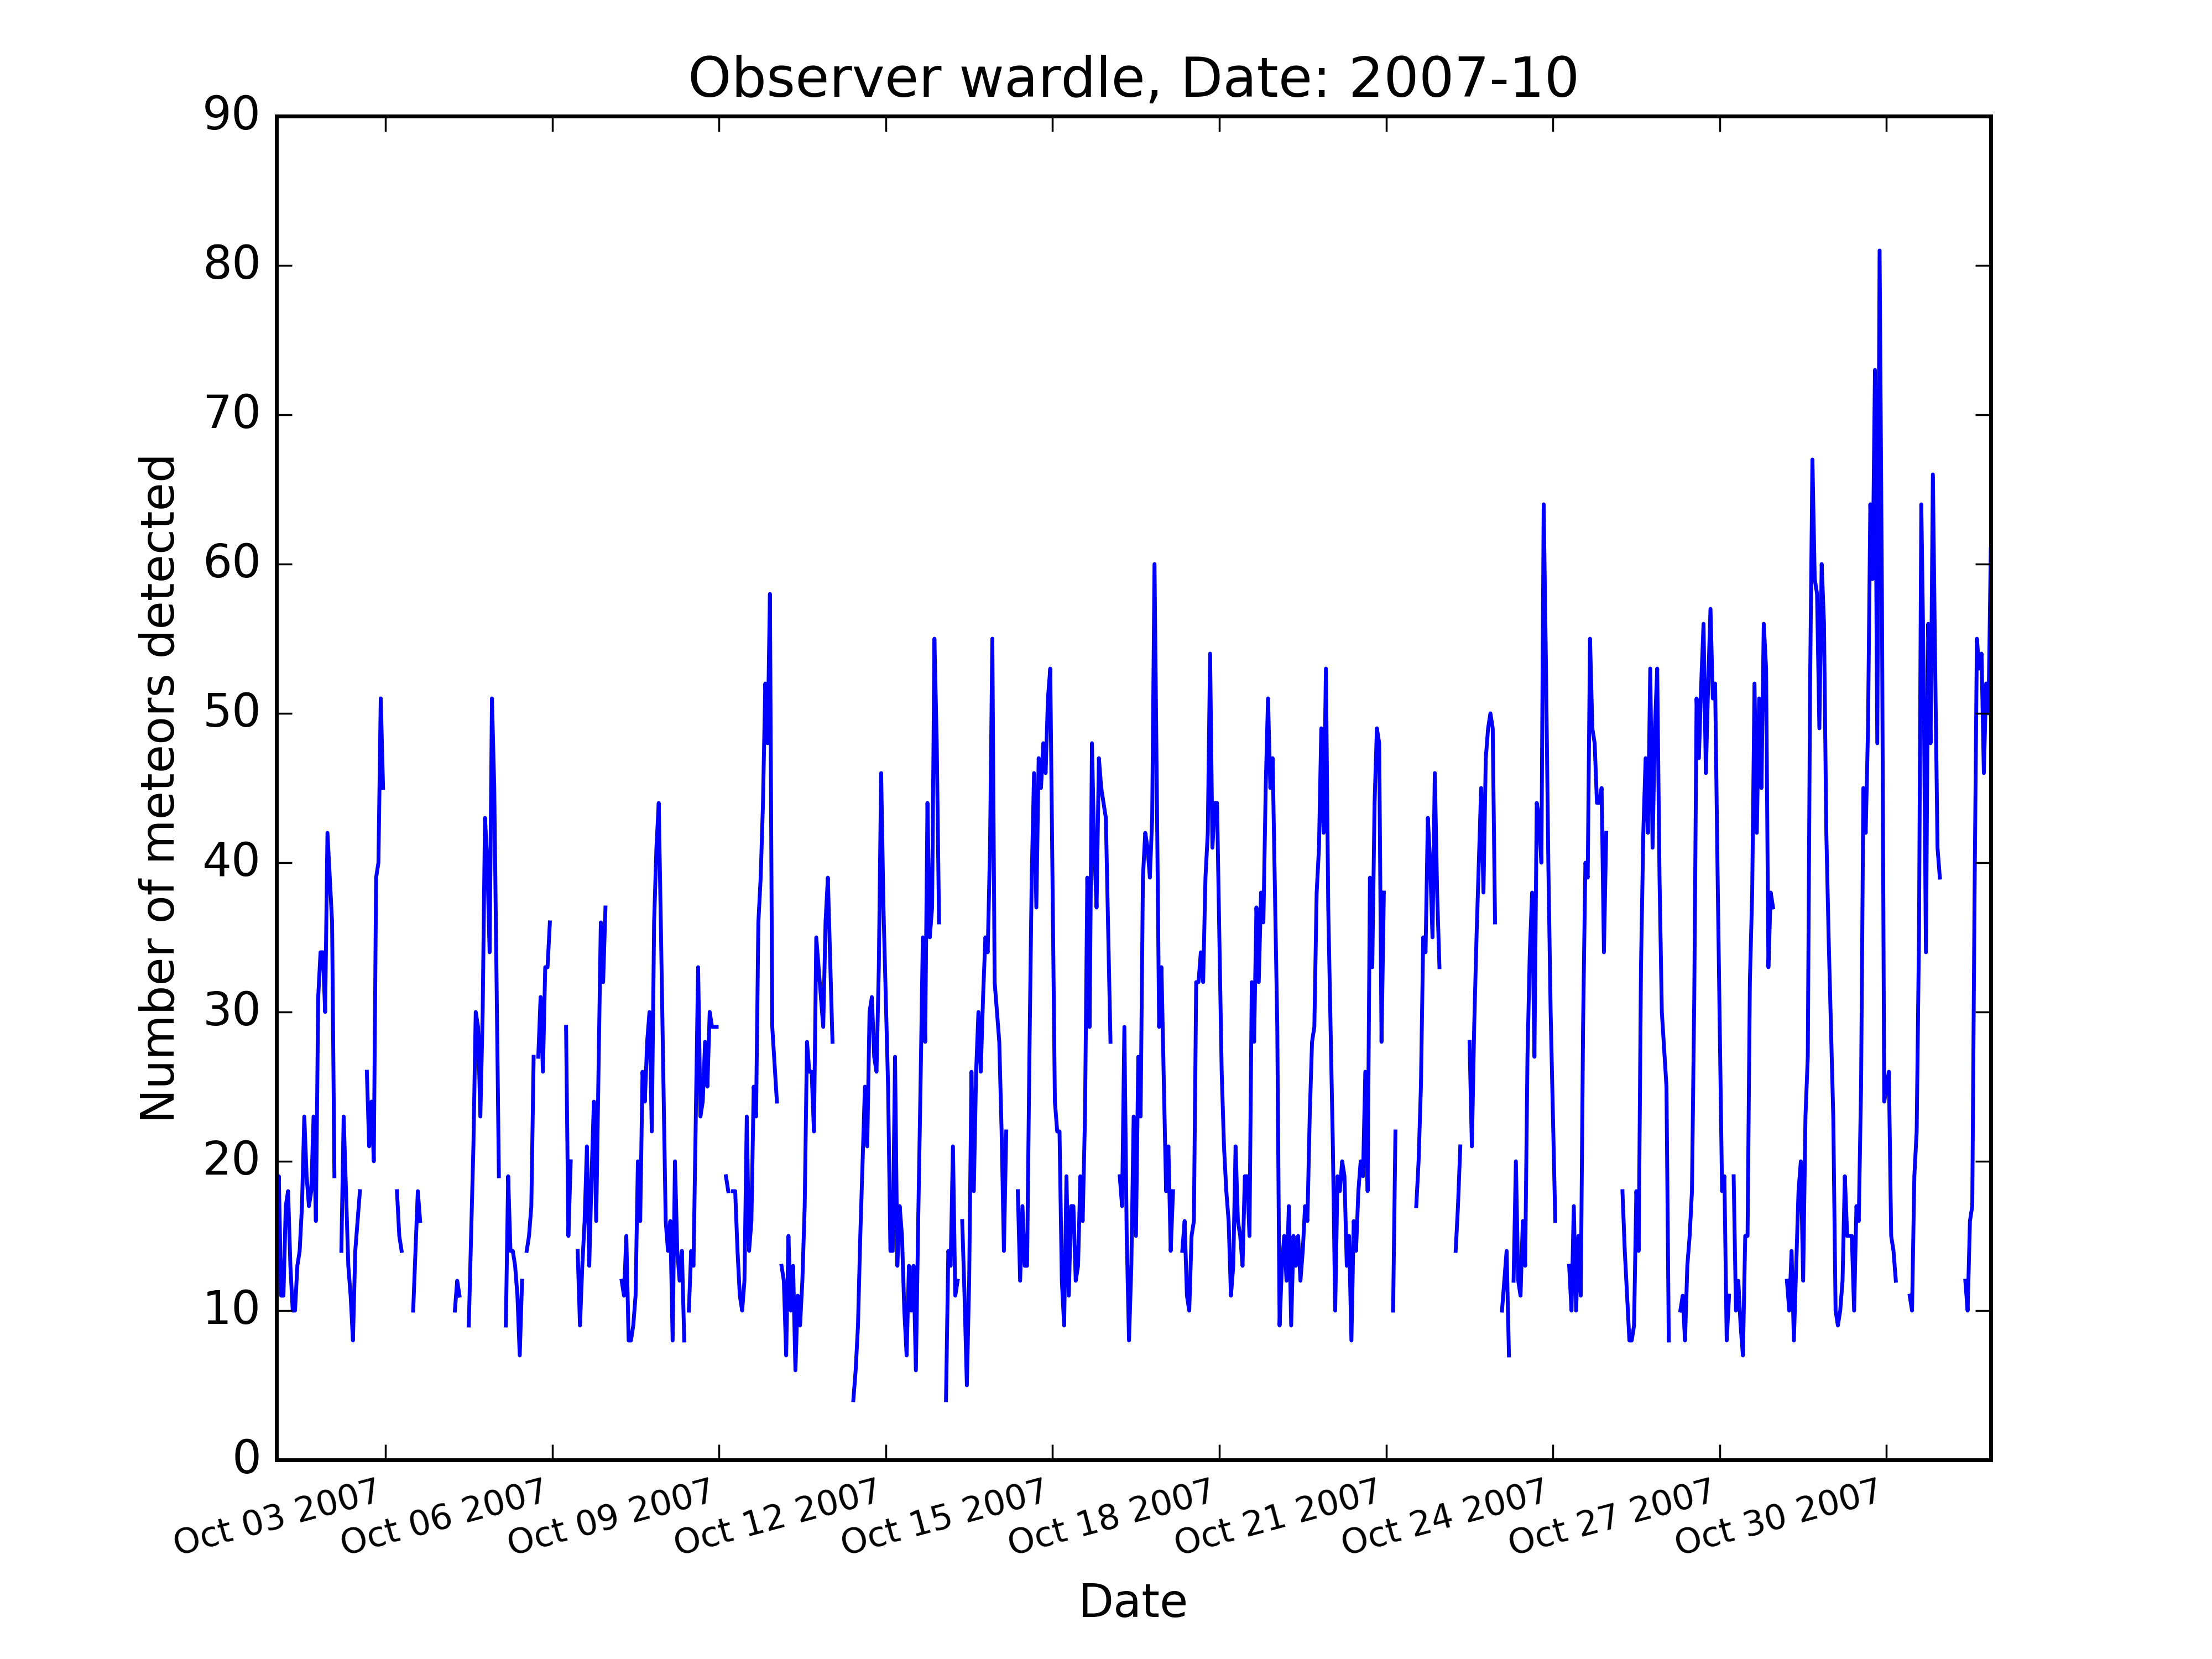 Observer wardle, Date: 2007-10
90
80
70
60
50
40
30
20
10
0
Number of meteors detected
Oct 03 2007
Oct 06 2007
Oct 09 2007
Oct 12 2007
Oct 15 2007
Oct 18 2007
Oct 21 2007
Oct 24 2007
Oct 27 2007
Oct 30 2007
Date